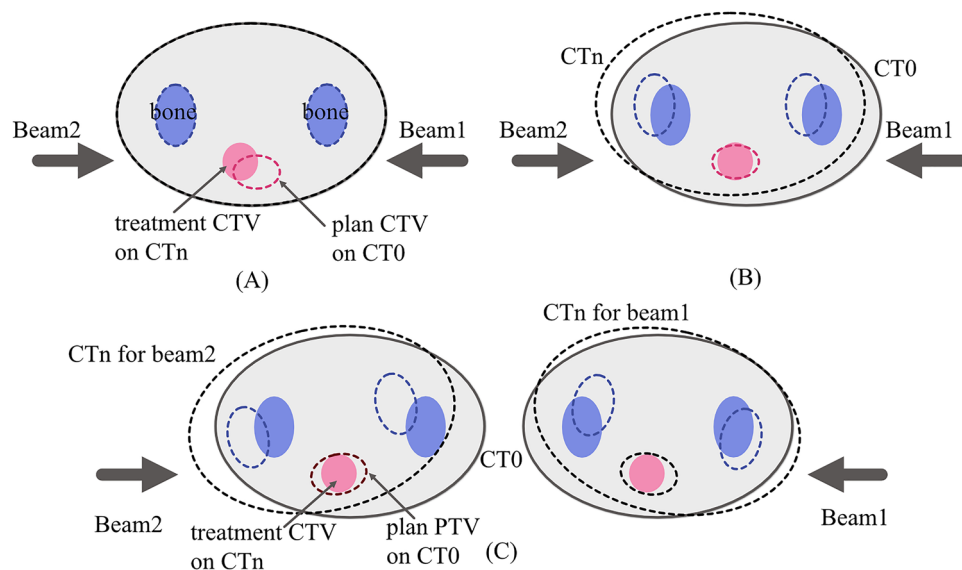 bone
bone
Beam2
Beam1
treatment CTV
on CTn
plan CTV
on CT0
(A)
CTn
CT0
Beam2
Beam1
(B)
CTn for beam2
CTn for beam1
CT0
Beam2
treatment CTV
on CTn
plan PTV
on CT0
Beam1
(C)